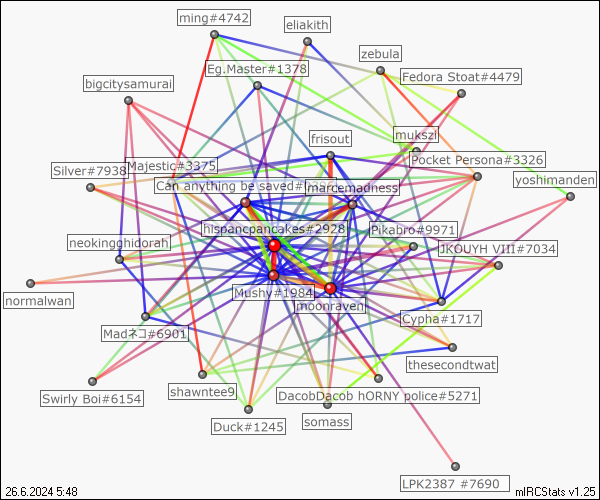 ming#4742
eliakith
zebula
Eg.Master#1378
Fedora Stoat#4479
bigcitysamurai
frisout
mukszi
Majestic#3375
Pocket Persona#3326
Silver#7938
Can anything be saved#0
marcemadness
yoshimanden
hispancpancakes#2928
Pikabro#9971
neokingghidorah
JKOUYH VIII#7034
Mushy#1984
normalwan
moonraven
Madネコ#6901
Cypha#1717
thesecondtwat
shawntee9
DacobDacob hORNY police#5271
Swirly Boi#6154
somass
Duck#1245
LPK2387 #7690
26.6.2024 5:48
mIRCStats v1.25